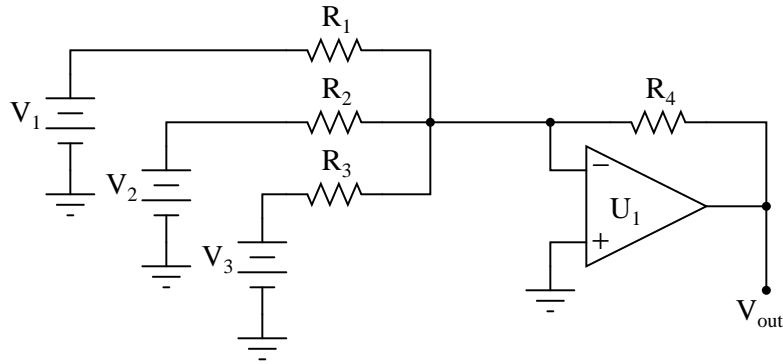 R₁
V₁
R₂
R₄
V₂
R₃
−
U₁
V₃
+
Vout